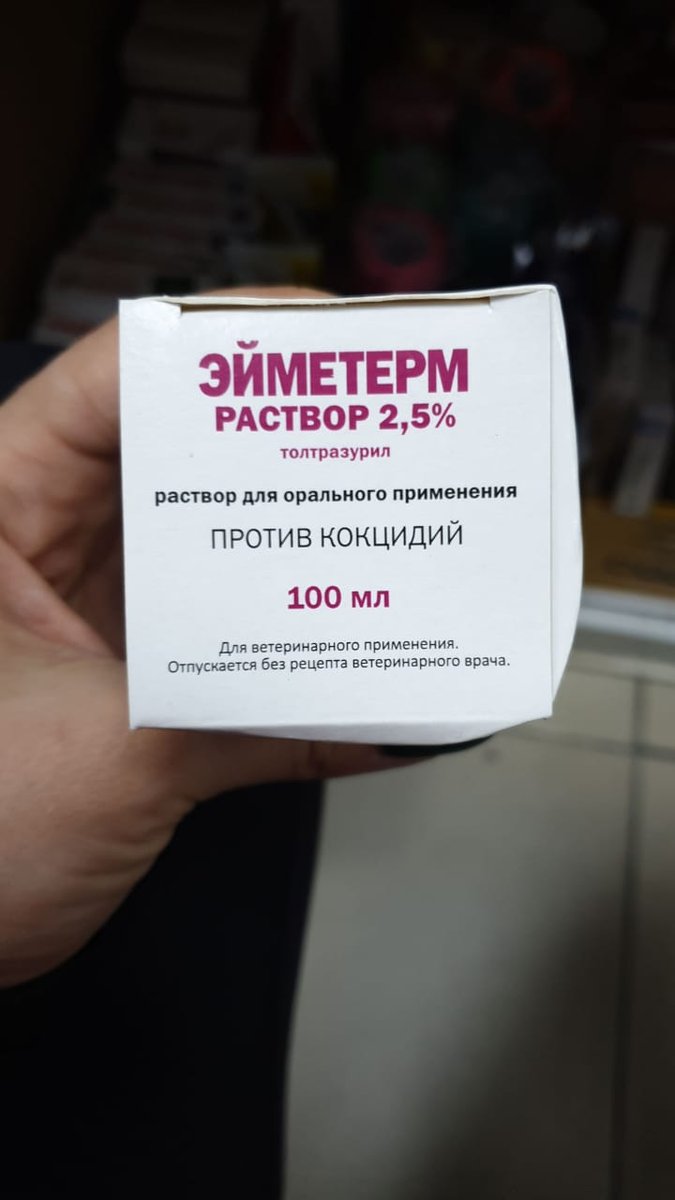 ЭЙМЕТЕРМ
РАСТВОР 2,5%
толтразурил
раствор для орального применения
ПРОТИВ КОКЦИДИЙ
100 мл
Для ветеринарного применения.
Отпускается без рецепта ветеринарного врача.